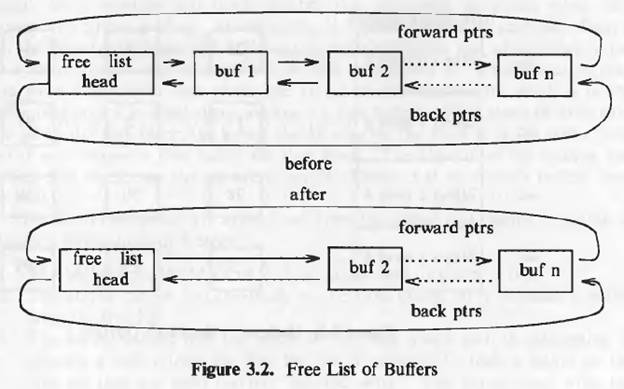 forward ptrs
free list
head
buf 1
buf 2
buf n
back ptrs
before
after
forward ptrs
free list
head
buf 2
buf n
back ptrs
Figure 3.2. Free List of Buffers